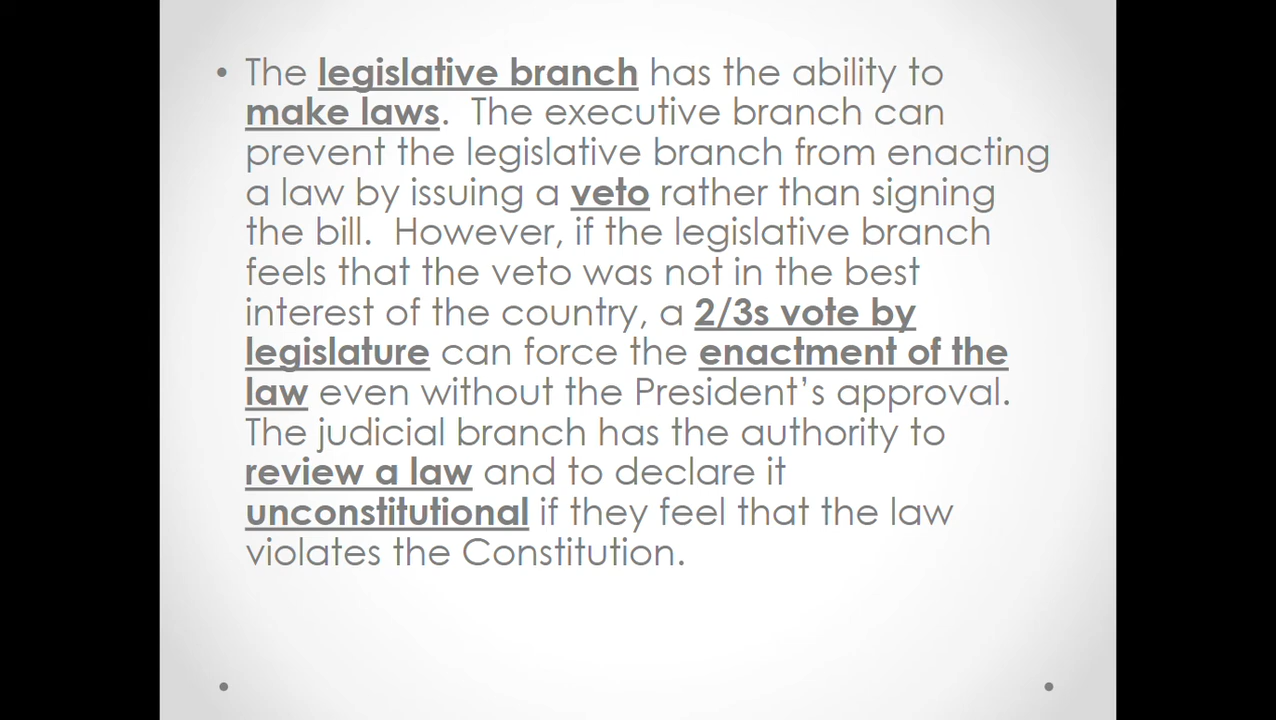 • The legislative branch has the ability to
make laws.  The executive branch can
prevent the legislative branch from enacting
a law by issuing a veto rather than signing
the bill.  However, if the legislative branch
feels that the veto was not in the best
interest of the country, a 2/3s vote by
legislature can force the enactment of the
law even without the President’s approval.
The judicial branch has the authority to
review a law and to declare it
unconstitutional if they feel that the law
violates the Constitution.